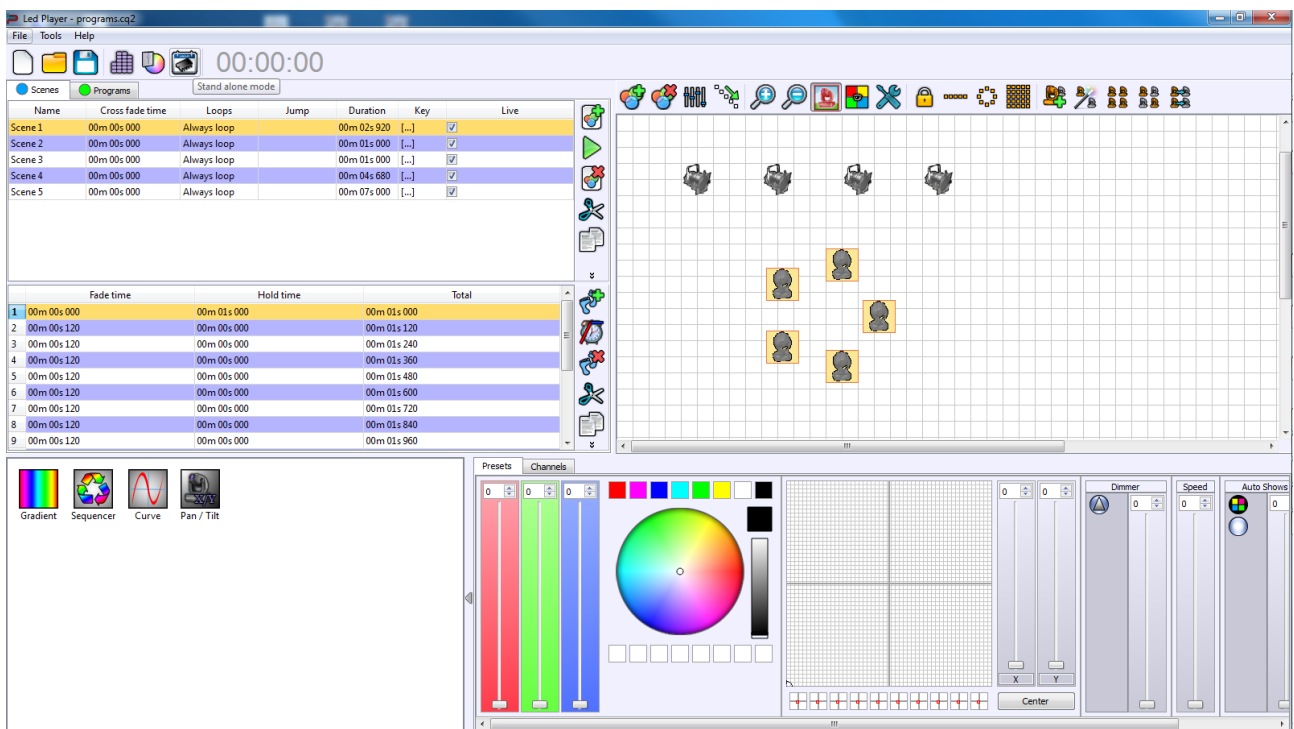 Led Player - programs.cq2
File Tools Help
00:00:00
Scenes Programs Stand alone mode
Name Cross fade time Loops Jump Duration Key Live
Scene 1 00m 00s 000 Always loop 00m 02s 920 [...]
Scene 2 00m 00s 000 Always loop 00m 01s 000 [...]
Scene 3 00m 00s 000 Always loop 00m 01s 000 [...]
Scene 4 00m 00s 000 Always loop 00m 04s 680 [...]
Scene 5 00m 00s 000 Always loop 00m 07s 000 [...]
Fade time Hold time Total
1 00m 00s 000 00m 01s 000 00m 01s 000
2 00m 00s 120 00m 00s 000 00m 01s 120
3 00m 00s 120 00m 00s 000 00m 01s 240
4 00m 00s 120 00m 00s 000 00m 01s 360
5 00m 00s 120 00m 00s 000 00m 01s 480
6 00m 00s 120 00m 00s 000 00m 01s 600
7 00m 00s 120 00m 00s 000 00m 01s 720
8 00m 00s 120 00m 00s 000 00m 01s 840
9 00m 00s 120 00m 00s 000 00m 01s 960
Gradient Sequencer Curve Pan / Tilt
X/Y
Presets Channels
0 0 0 0 0
Dimmer Speed Auto Shows
0 0 0
X Y
Center